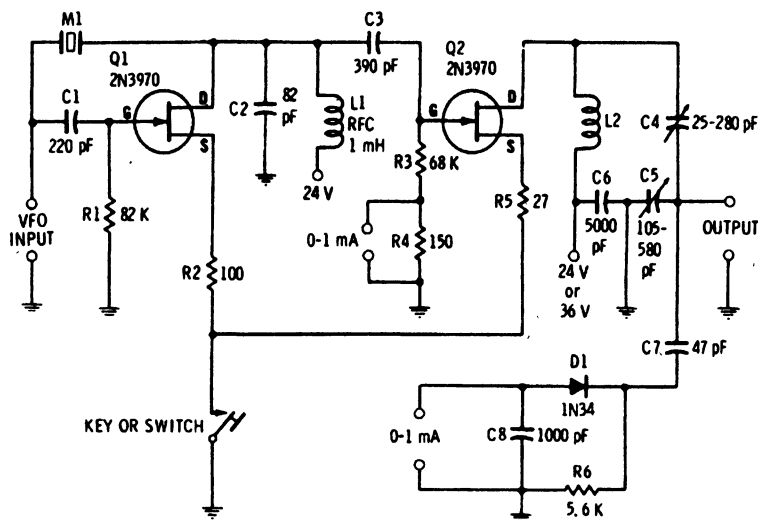 M1
Q1
2N3970
C1
220 pF
G
D
S
C2
82
pF
L1
RFC
1 mH
24 V
C3
390 pF
Q2
2N3970
G
D
S
R3
68 K
R5
27
L2
C4
25-280 pF
C6
5000
pF
C5
105-
580
pF
OUTPUT
24 V
or
36 V
VFO
INPUT
R1
82 K
R2
100
0-1 mA
R4
150
KEY OR SWITCH
C7
47 pF
D1
1N34
0-1 mA
C8
1000 pF
R6
5.6 K